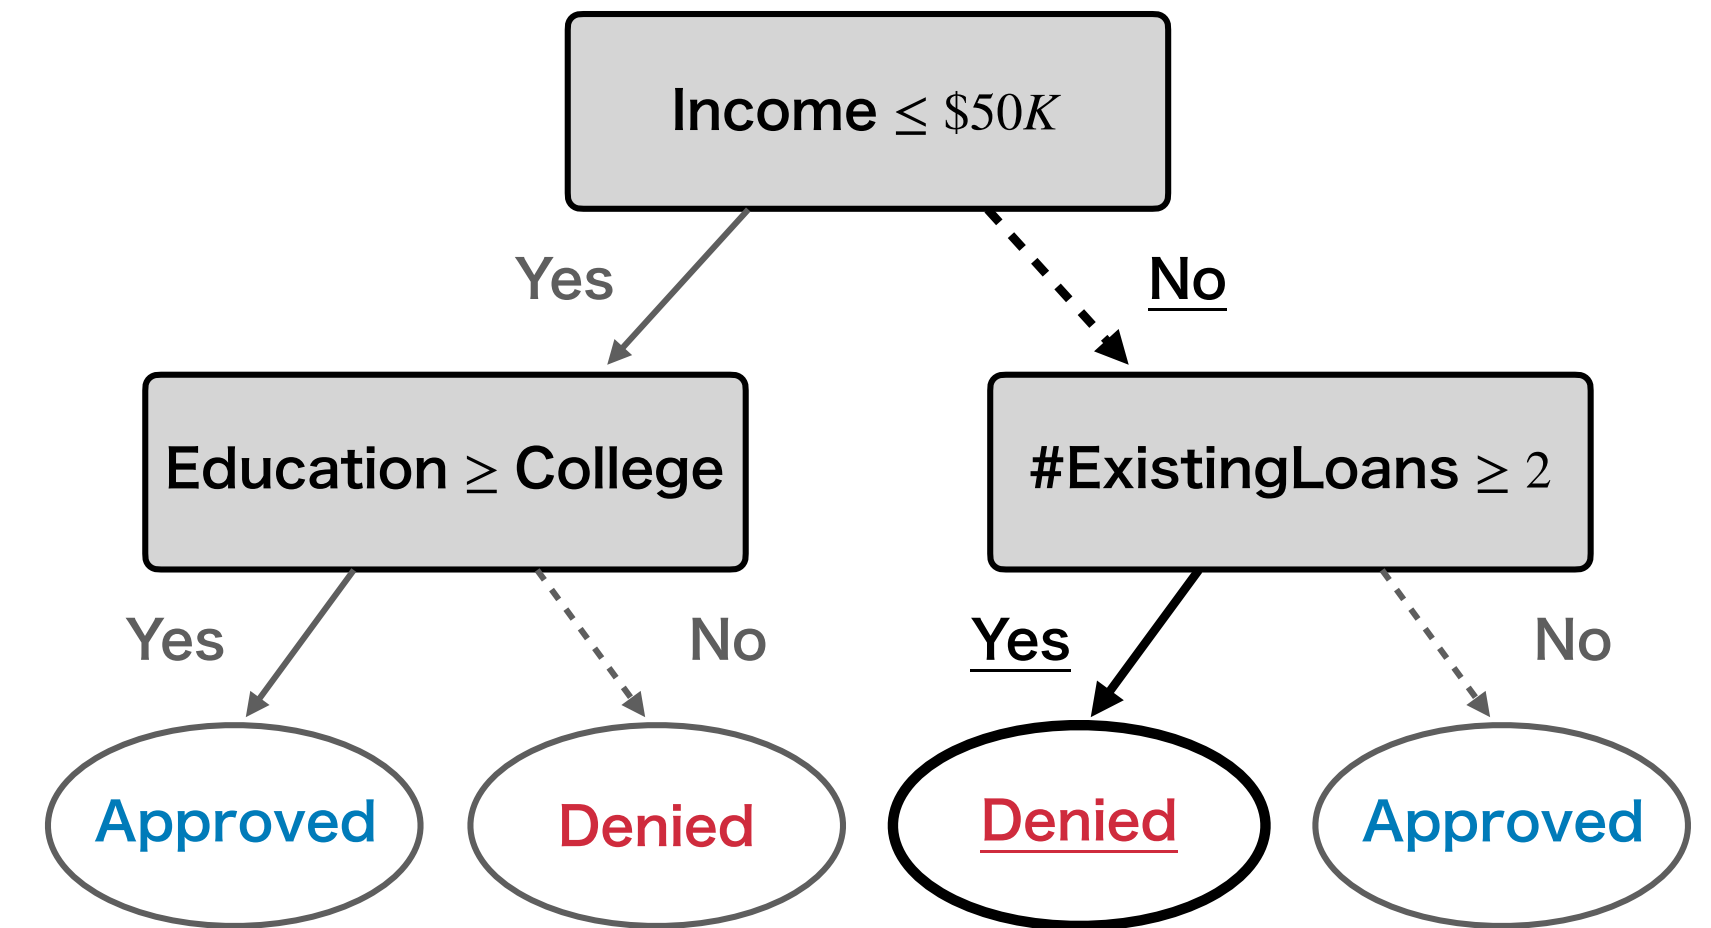 Income ≤ $50K
Yes
No
Education ≥ College
#ExistingLoans ≥ 2
Yes
No
Yes
No
Approved
Denied
Denied
Approved